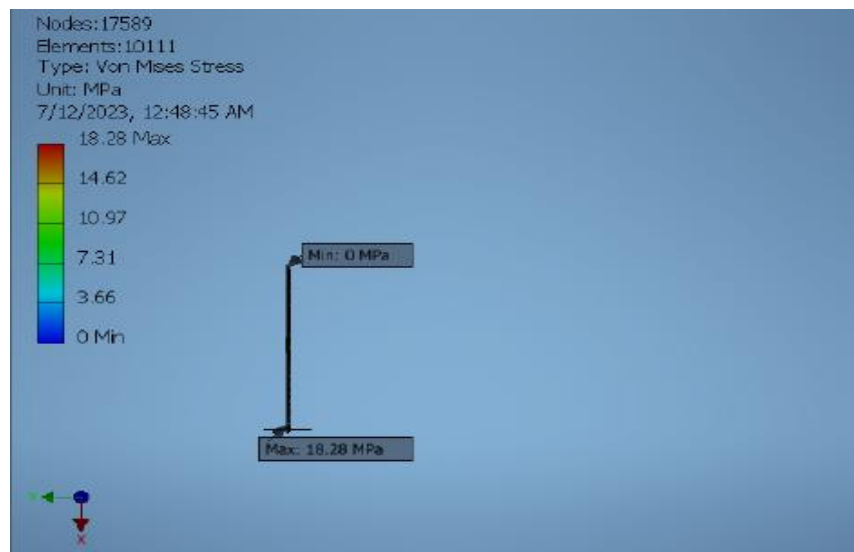 Nodes:17589
Elements:10111
Type: Von Mises Stress
Unit: MPa
7/12/2023, 12:48:45 AM
18.28 Max
14.62
10.97
7.31
3.66
0 Min
Min: 0 MPa
Max: 18.28 MPa
X